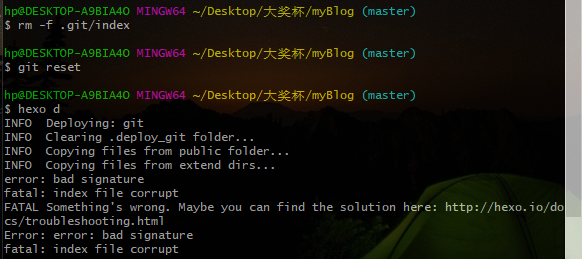 hp@DESKTOP-A9BIA4O MINGW64 ~/Desktop/大奖杯/myBlog (master)
$ rm -f .git/index
hp@DESKTOP-A9BIA4O MINGW64 ~/Desktop/大奖杯/myBlog (master)
$ git reset
hp@DESKTOP-A9BIA4O MINGW64 ~/Desktop/大奖杯/myBlog (master)
$ hexo d
INFO  Deploying: git
INFO  Clearing .deploy_git folder...
INFO  Copying files from public folder...
INFO  Copying files from extend dirs...
error: bad signature
fatal: index file corrupt
FATAL Something's wrong. Maybe you can find the solution here: http://hexo.io/do
cs/troubleshooting.html
Error: error: bad signature
fatal: index file corrupt